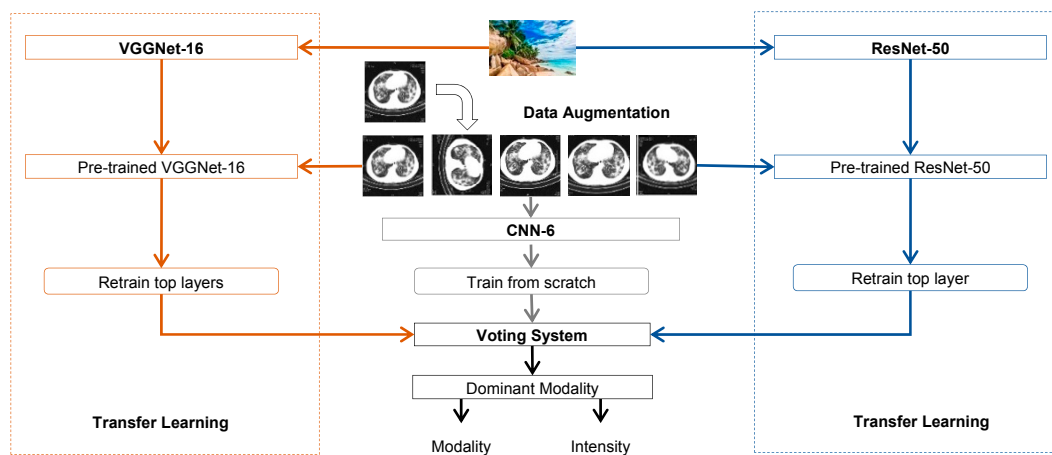 VGGNet-16
ResNet-50
Data Augmentation
Pre-trained VGGNet-16
Pre-trained ResNet-50
CNN-6
Retrain top layers
Train from scratch
Retrain top layer
Voting System
Dominant Modality
Transfer Learning
Transfer Learning
Modality
Intensity